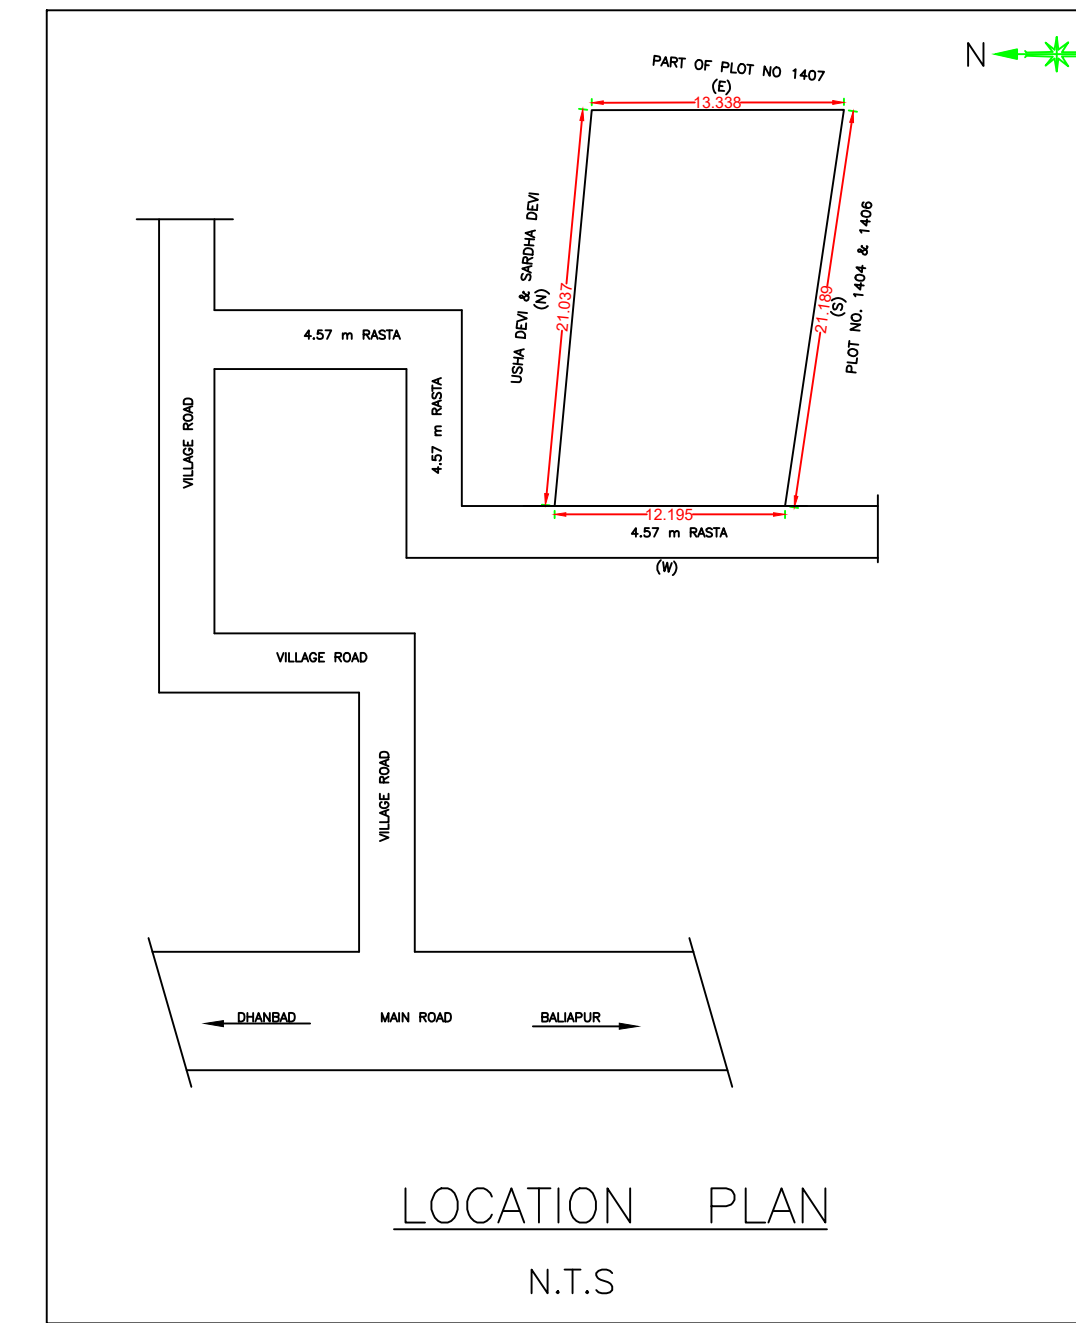 N
PART OF PLOT NO 1407
(E)
13.338
USHA DEVI & SARDHA DEVI
(N)
21.037
21.189
(S)
PLOT NO. 1404 & 1406
4.57 m RASTA
4.57 m RASTA
VILLAGE ROAD
12.195
4.57 m RASTA
(W)
VILLAGE ROAD
VILLAGE ROAD
DHANBAD
MAIN ROAD
BALIAPUR
LOCATION PLAN
N.T.S